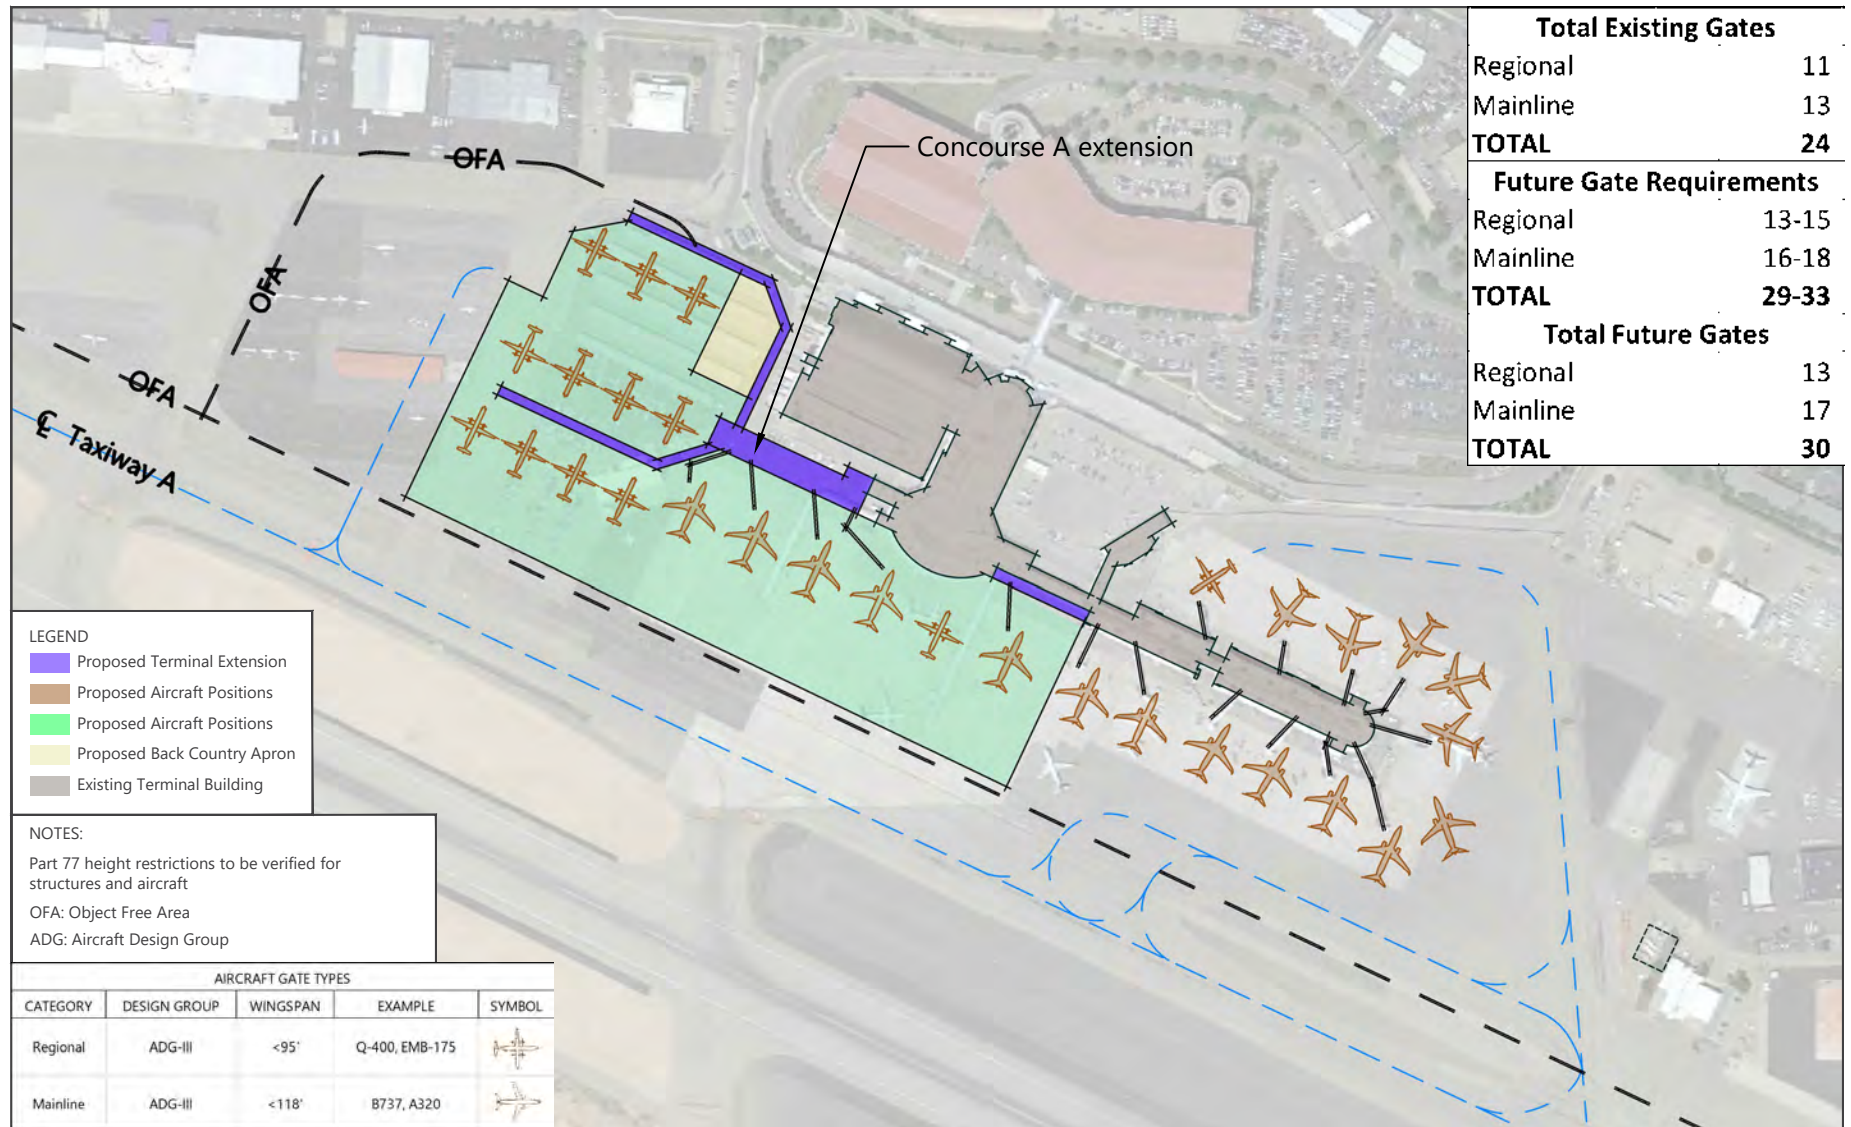 Total Existing Gates
Regional 11
Mainline 13
TOTAL 24
Future Gate Requirements
Regional 13-15
Mainline 16-18
TOTAL 29-33
Total Future Gates
Regional 13
Mainline 17
TOTAL 30
Concourse A extension
OFA
OFA
OFA
℄ Taxiway A
LEGEND
Proposed Terminal Extension
Proposed Aircraft Positions
Proposed Aircraft Positions
Proposed Back Country Apron
Existing Terminal Building
NOTES:
Part 77 height restrictions to be verified for
structures and aircraft
OFA: Object Free Area
ADG: Aircraft Design Group
AIRCRAFT GATE TYPES
CATEGORY DESIGN GROUP WINGSPAN EXAMPLE SYMBOL
Regional ADG-III <95' Q-400, EMB-175
Mainline ADG-III <118' B737, A320